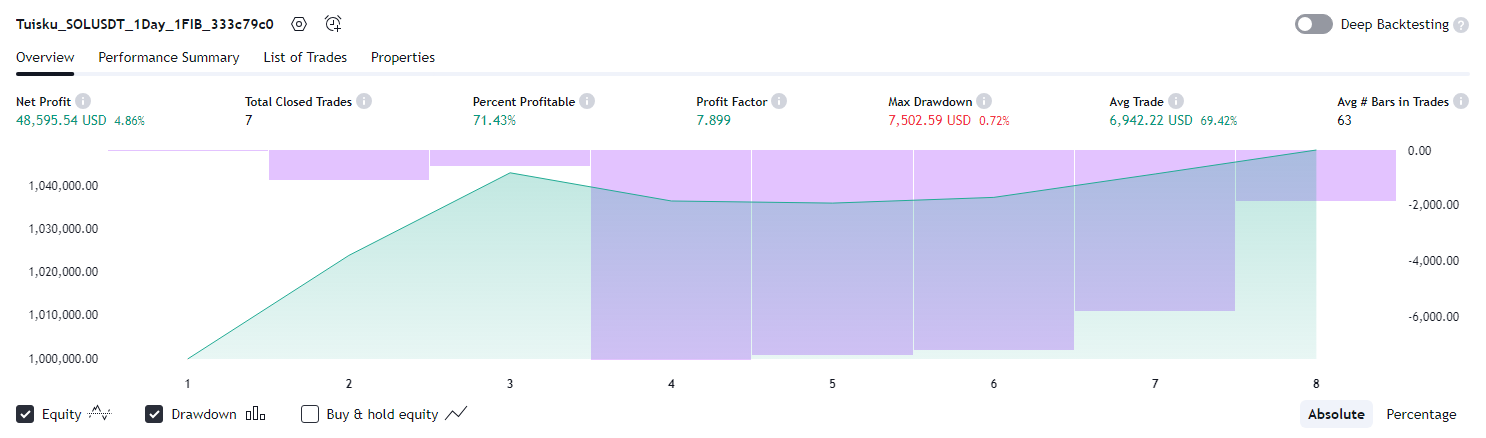 Tuisku_SOLUSDT_1Day_1FIB_333c79c0
Deep Backtesting ?
Overview Performance Summary List of Trades Properties
Net Profit i Total Closed Trades i Percent Profitable i Profit Factor i Max Drawdown i Avg Trade i Avg # Bars in Trades i
48,595.54 USD 4.86% 7 71.43% 7.899 7,502.59 USD 0.72% 6,942.22 USD 69.42% 63
0.00
1,040,000.00
-2,000.00
1,030,000.00
-4,000.00
1,020,000.00
1,010,000.00
-6,000.00
1,000,000.00
1 2 3 4 5 6 7 8
Equity Drawdown Buy & hold equity Absolute Percentage